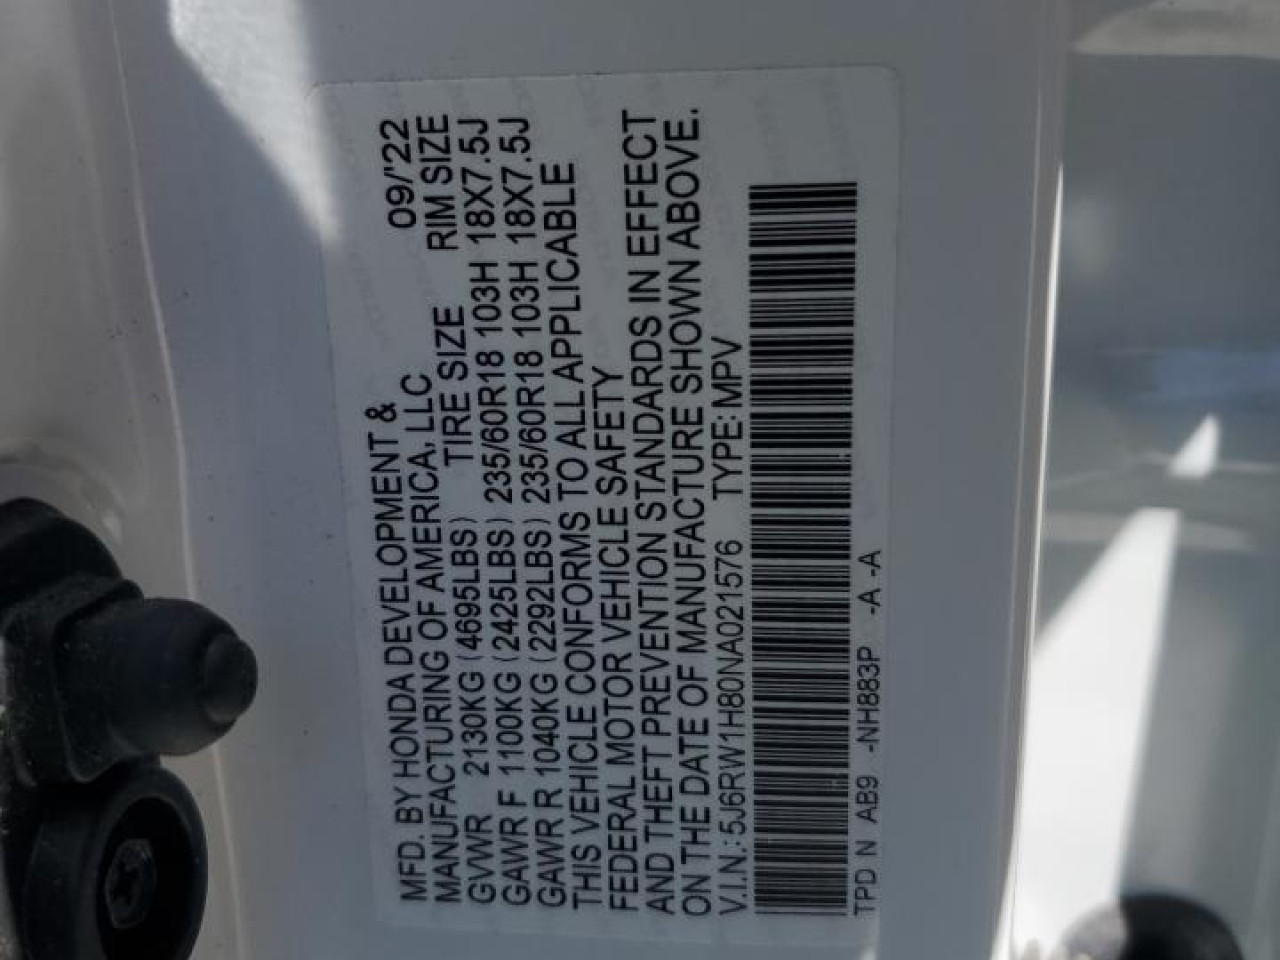 MFD. BY HONDA DEVELOPMENT &
MANUFACTURING OF AMERICA, LLC 09/'22
GVWR 2130KG (4695LBS) TIRE SIZE RIM SIZE
GAWR F 1100KG (2425LBS) 235/60R18 103H 18X7.5J
GAWR R 1040KG (2292LBS) 235/60R18 103H 18X7.5J
THIS VEHICLE CONFORMS TO ALL APPLICABLE
FEDERAL MOTOR VEHICLE SAFETY
AND THEFT PREVENTION STANDARDS IN EFFECT
ON THE DATE OF MANUFACTURE SHOWN ABOVE.
V.I.N.: 5J6RW1H80NA021576 TYPE: MPV
TPD N AB9 -NH883P -A -A